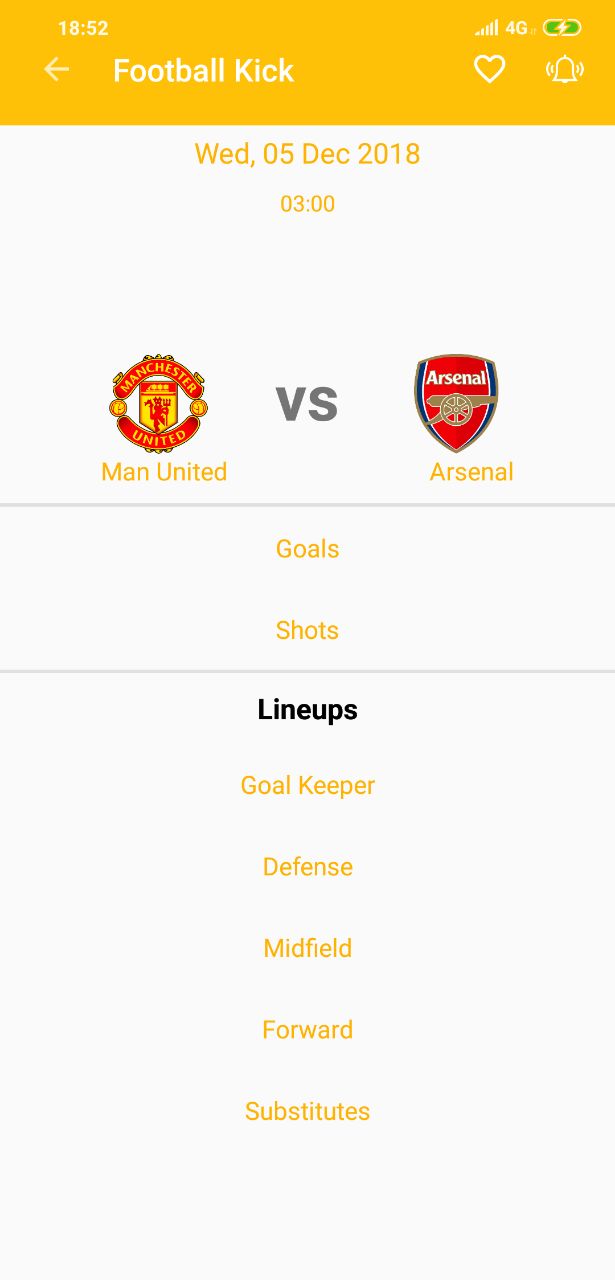 18:52
4G
Football Kick
Wed, 05 Dec 2018
03:00
MANCHESTER
UNITED
vs
Arsenal
Man United
Arsenal
Goals
Shots
Lineups
Goal Keeper
Defense
Midfield
Forward
Substitutes